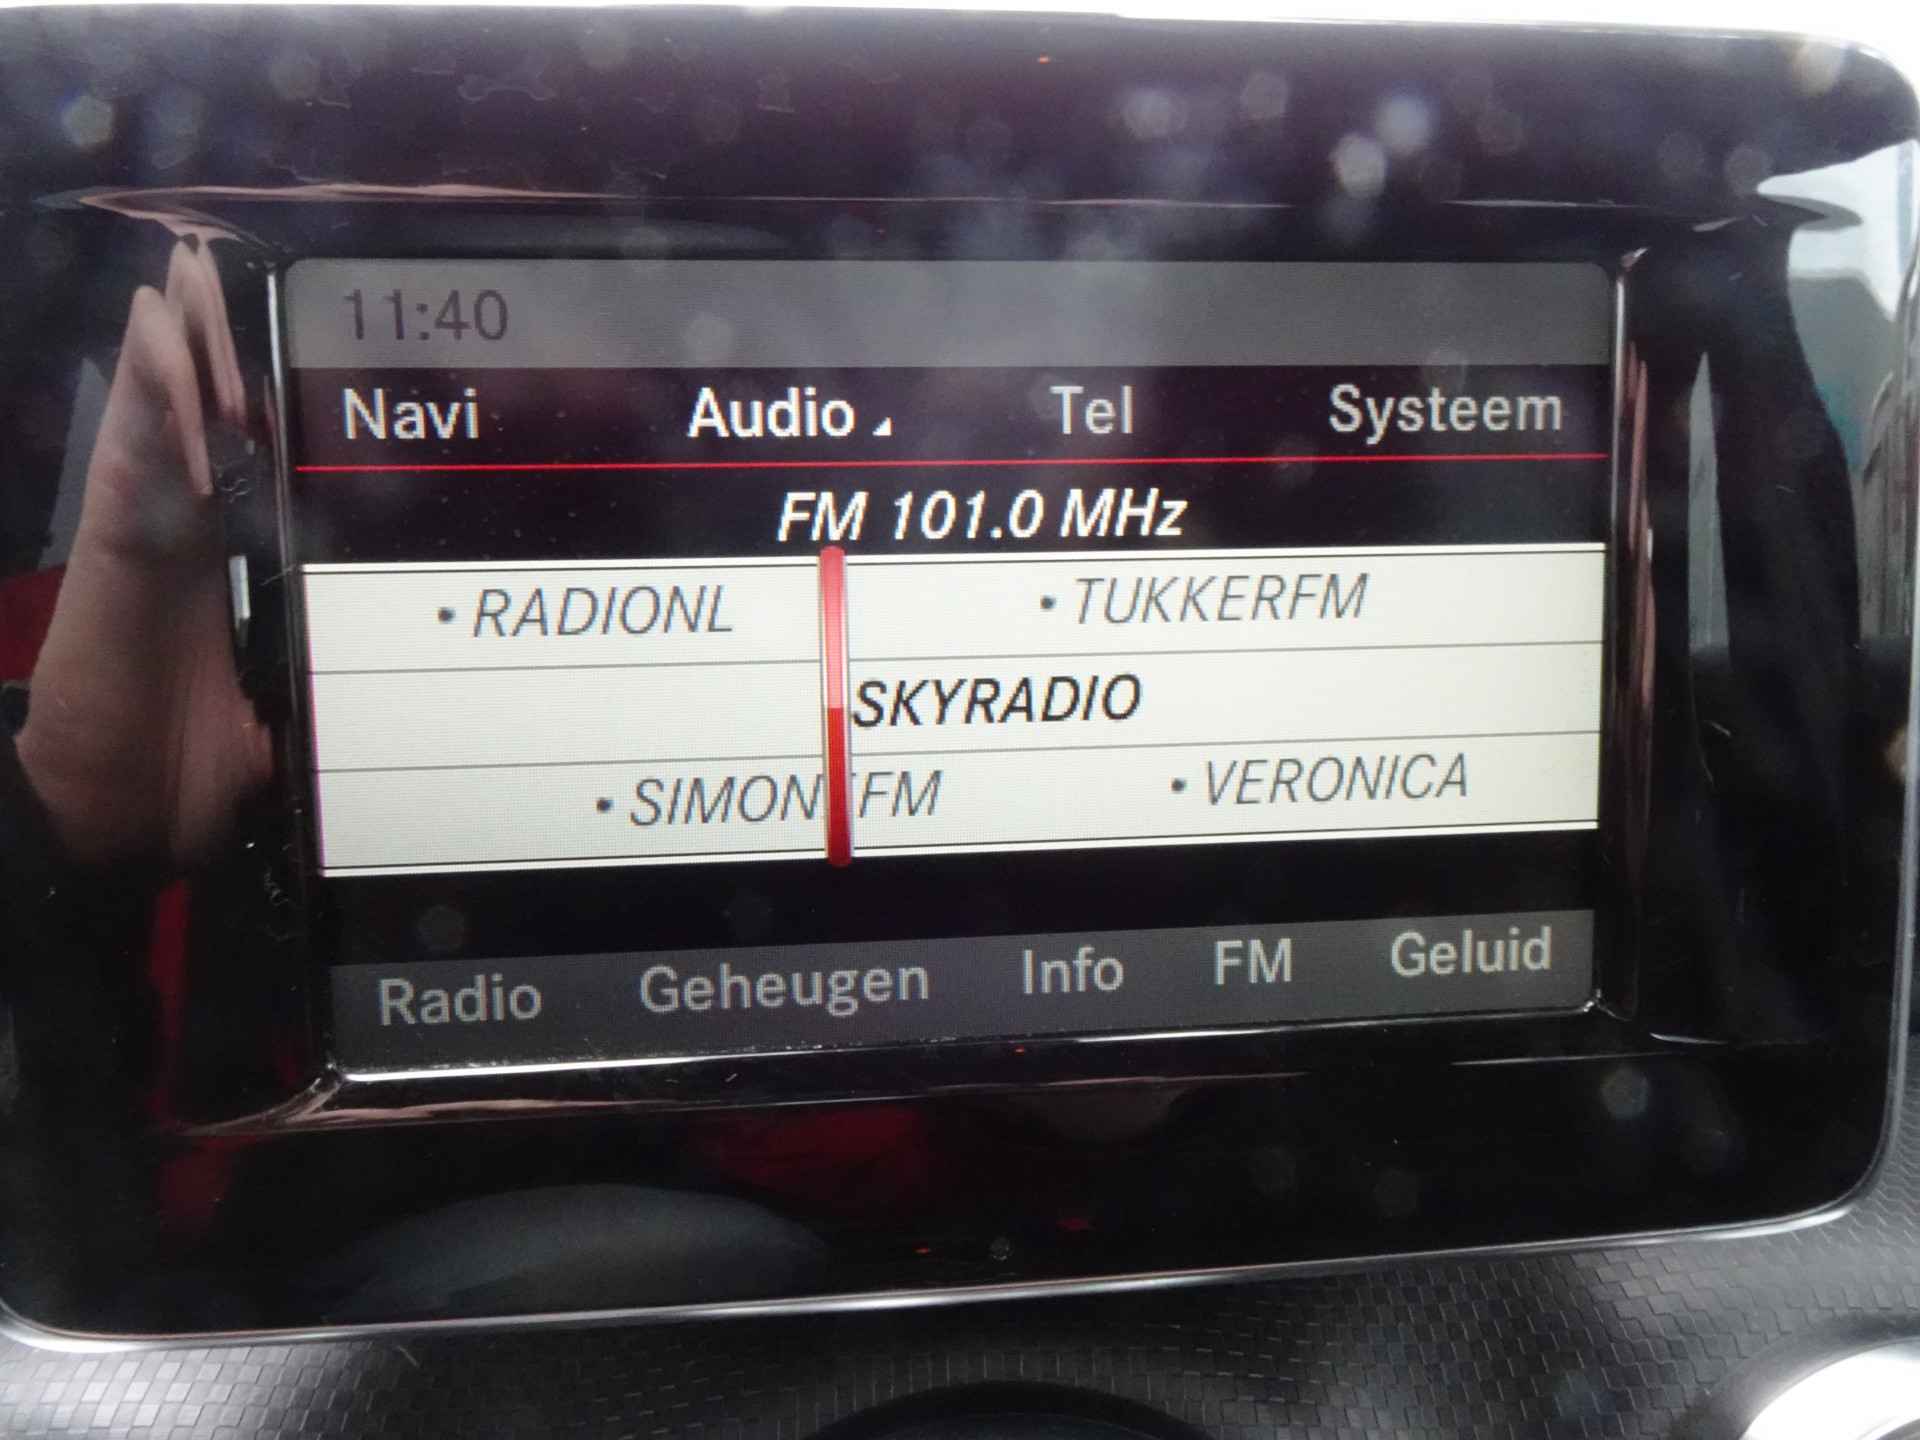 11:40
Navi Audio Tel Systeem
FM 101.0 MHz
• RADIONL • TUKKERFM
SKYRADIO
• SIMONEFM • VERONICA
Radio Geheugen Info FM Geluid